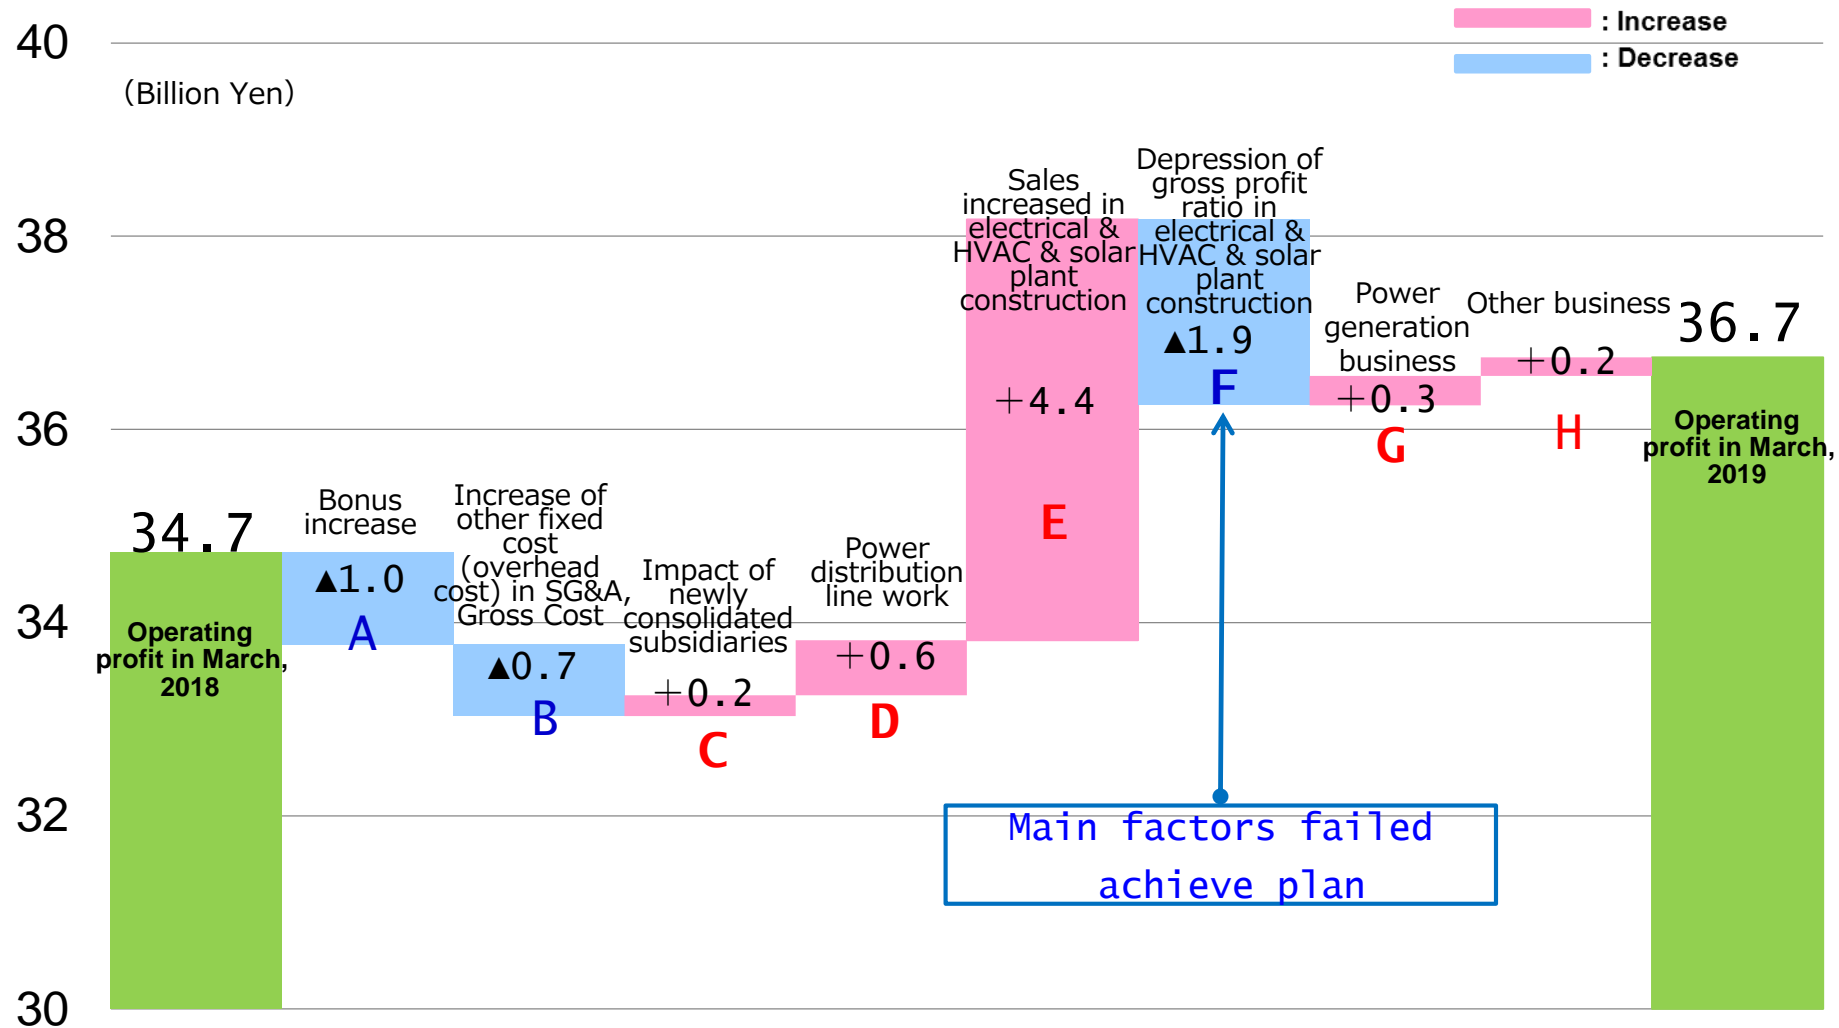 : Increase
: Decrease
40
38
36
34
32
30
(Billion Yen)
34.7
Operating
profit in March,
2018
Bonus
increase
▲1.0
A
Increase of
other fixed
cost
(overhead
cost) in SG&A,
Gross Cost
▲0.7
B
Impact of
newly
consolidated
subsidiaries
+0.2
C
Power
distribution
line work
+0.6
D
Sales
increased in
electrical &
HVAC & solar
plant
construction
+4.4
E
Depression of
gross profit
ratio in
electrical &
HVAC & solar
plant
construction
▲1.9
F
Power
generation
business
+0.3
G
Other business
+0.2
H
36.7
Operating
profit in March,
2019
Main factors failed
achieve plan